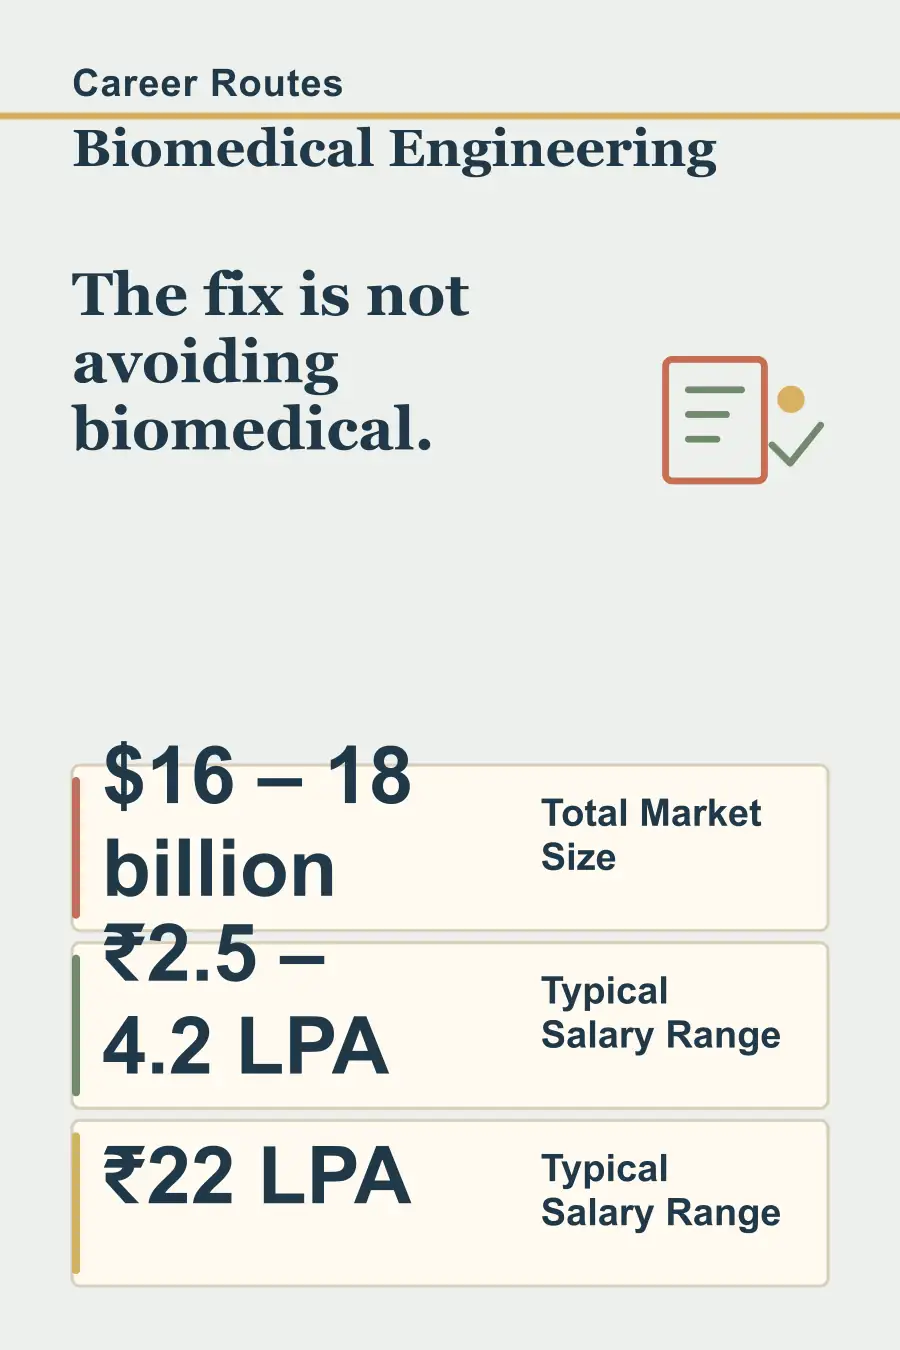 Career Routes
Biomedical Engineering
The fix is not
avoiding
biomedical.
$16 – 18
billion
Total Market
Size
₹2.5 –
4.2 LPA
Typical
Salary Range
₹22 LPA
Typical
Salary Range